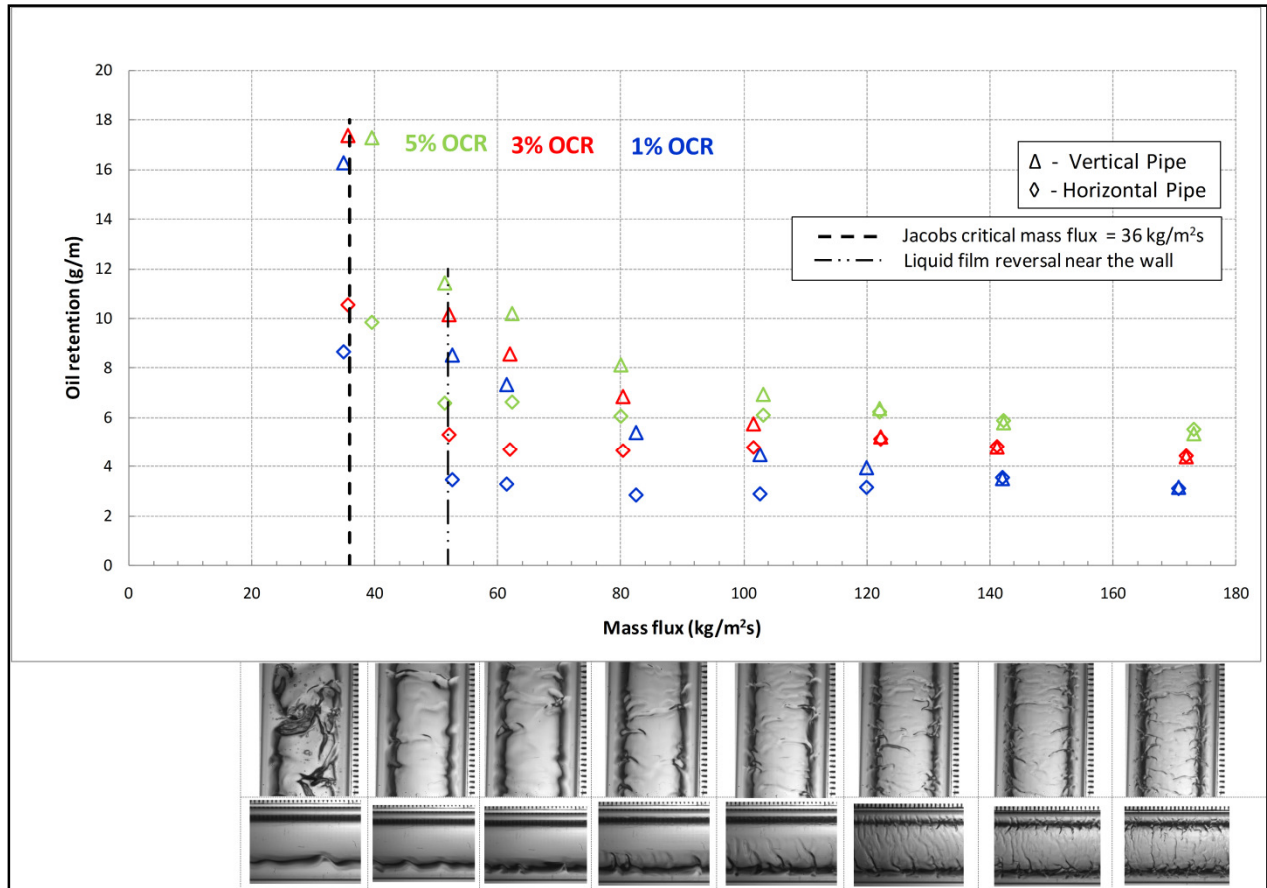 20
18
16
14
12
10
8
6
4
2
0
Oil retention (g/m)
5% OCR 3% OCR 1% OCR
Δ - Vertical Pipe
◊ - Horizontal Pipe
Jacobs critical mass flux = 36 kg/m²s
Liquid film reversal near the wall
0 20 40 60 80 100 120 140 160 180
Mass flux (kg/m²s)